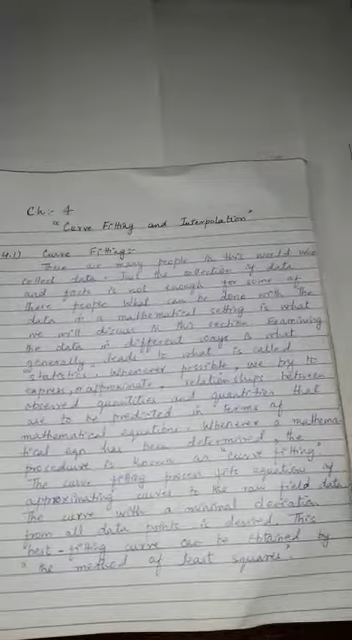 Ch:- 4
"Curve Fitting and Interpolation"
4.1) Curve Fitting:-
There are many people in this world who
collect data. Just the collection of data
and facts is not enough for some of
these people. What can be done with the
data in a mathematical setting is what
we will discuss in this section. Examining
the data in different ways is what
generally leads to what is called
"statistics". Whenever possible, we try to
express, or approximate, relationships between
observed quantities and quantities that
are to be predicted in terms of
mathematical equations. Whenever a mathema-
tical eqn has been determined, the
procedure is known as "curve fitting"
"The curve fitting process fits equation of
approximating curves to the raw field data.
The curve with a minimal deviation
from all data points is desired. This
best-fitting curve can be obtained by
"the method of least squares".